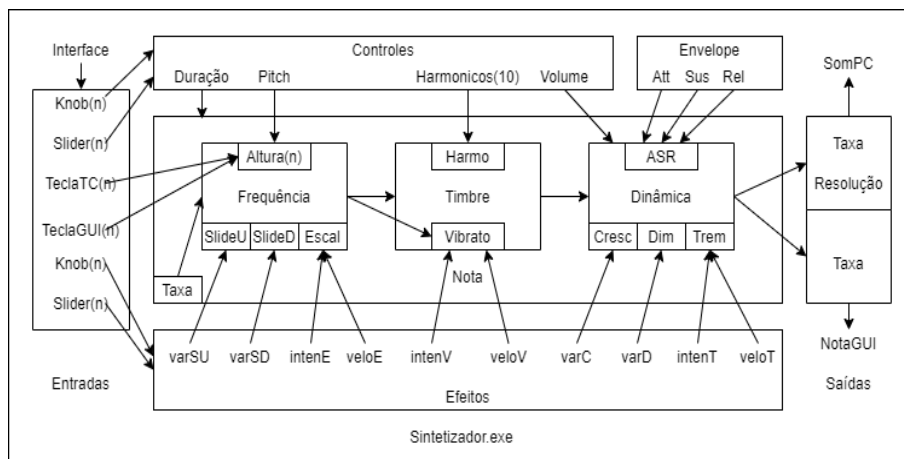 Interface
Controles
Envelope
SomPC
Duração Pitch Harmonicos(10) Volume
Att Sus Rel
Knob(n)
Slider(n)
TeclaTC(n)
TeclaGUI(n)
Knob(n)
Slider(n)
Altura(n)
Frequência
SlideU SlideD Escal
Taxa
Harmo
Timbre
Vibrato
Nota
ASR
Dinâmica
Cresc Dim Trem
Taxa
Resolução
Taxa
varSU varSD intenE veloE intenV veloV varC varD intenT veloT
NotaGUI
Entradas
Efeitos
Saídas
Sintetizador.exe